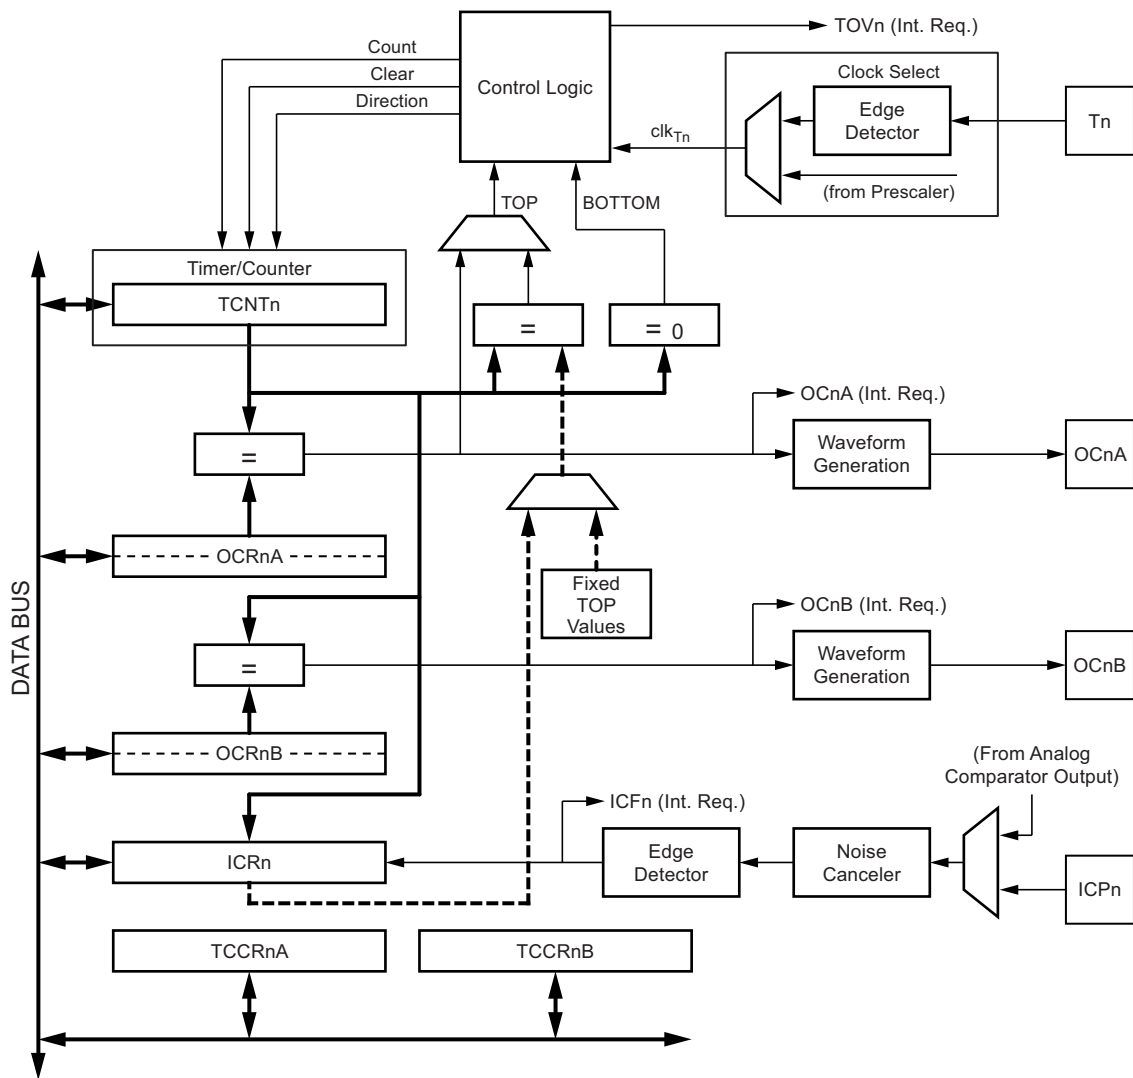 TOVn (Int. Req.)
Count
Clear
Direction
Control Logic
Clock Select
Edge
Detector
Tn
clkTn
(from Prescaler)
TOP
BOTTOM
Timer/Counter
TCNTn
=
= 0
OCnA (Int. Req.)
=
Waveform
Generation
OCnA
OCRnA
Fixed
TOP
Values
DATA BUS
OCnB (Int. Req.)
=
Waveform
Generation
OCnB
OCRnB
(From Analog
Comparator Output)
ICFn (Int. Req.)
ICRn
Edge
Detector
Noise
Canceler
ICPn
TCCRnA
TCCRnB